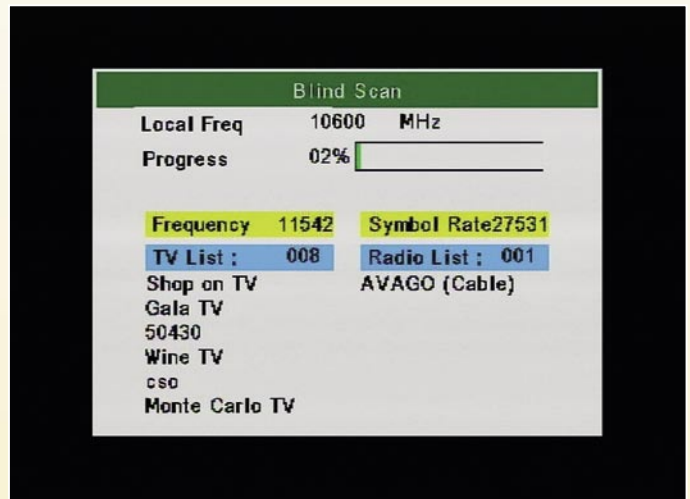 Blind Scan
Local Freq 10600 MHz
Progress 02%
Frequency 11542 Symbol Rate27531
TV List : 008 Radio List : 001
Shop on TV AVAGO (Cable)
Gala TV
50430
Wine TV
cso
Monte Carlo TV